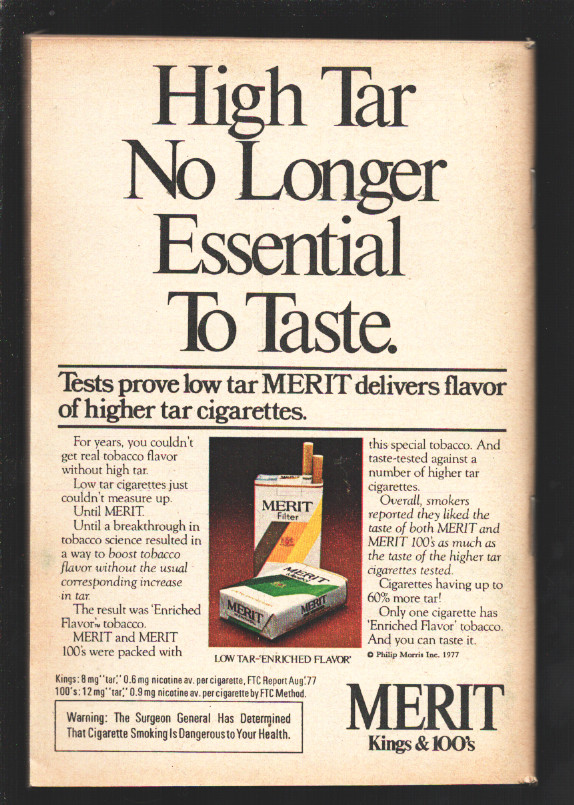 High Tar
No Longer
Essential
To Taste.
Tests prove low tar MERIT delivers flavor
of higher tar cigarettes.
For years, you couldn't
get real tobacco flavor
without high tar.
Low tar cigarettes just
couldn't measure up.
Until MERIT.
Until a breakthrough in
tobacco science resulted in
a way to boost tobacco
flavor without the usual
corresponding increase
in tar.
The result was 'Enriched
Flavor'™ tobacco.
MERIT and MERIT
100's were packed with
MERIT
Filter
MERIT
MERIT
MERIT
LOW TAR-'ENRICHED FLAVOR'
this special tobacco. And
taste-tested against a
number of higher tar
cigarettes.
Overall, smokers
reported they liked the
taste of both MERIT and
MERIT 100's as much as
the taste of the higher tar
cigarettes tested.
Cigarettes having up to
60% more tar!
Only one cigarette has
'Enriched Flavor' tobacco.
And you can taste it.
© Philip Morris Inc. 1977
Kings: 8 mg "tar," 0.6 mg nicotine av. per cigarette, FTC Report Aug.'77
100's: 12 mg "tar," 0.9 mg nicotine av. per cigarette by FTC Method.
Warning: The Surgeon General Has Determined
That Cigarette Smoking Is Dangerous to Your Health.
MERIT
Kings & 100's